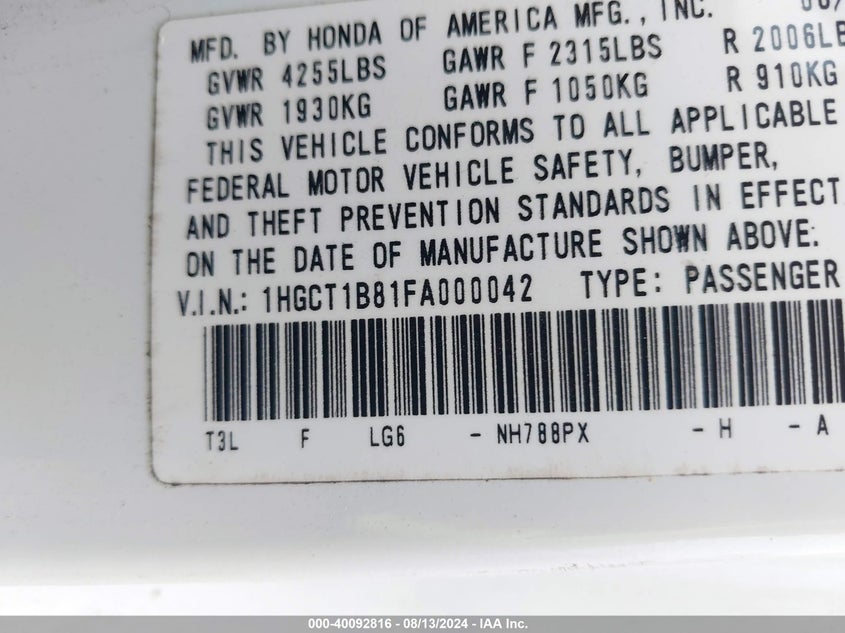 MFD. BY HONDA OF AMERICA MFG., INC.
GVWR 4255LBS GAWR F 2315LBS R 2006LB
GVWR 1930KG GAWR F 1050KG R 910KG
THIS VEHICLE CONFORMS TO ALL APPLICABLE
FEDERAL MOTOR VEHICLE SAFETY, BUMPER,
AND THEFT PREVENTION STANDARDS IN EFFECT
ON THE DATE OF MANUFACTURE SHOWN ABOVE.
V.I.N.: 1HGCT1B81FA000042 TYPE: PASSENGER
T3L F LG6 - NH788PX - H - A
000-40092816 - 08/13/2024 - IAA Inc.